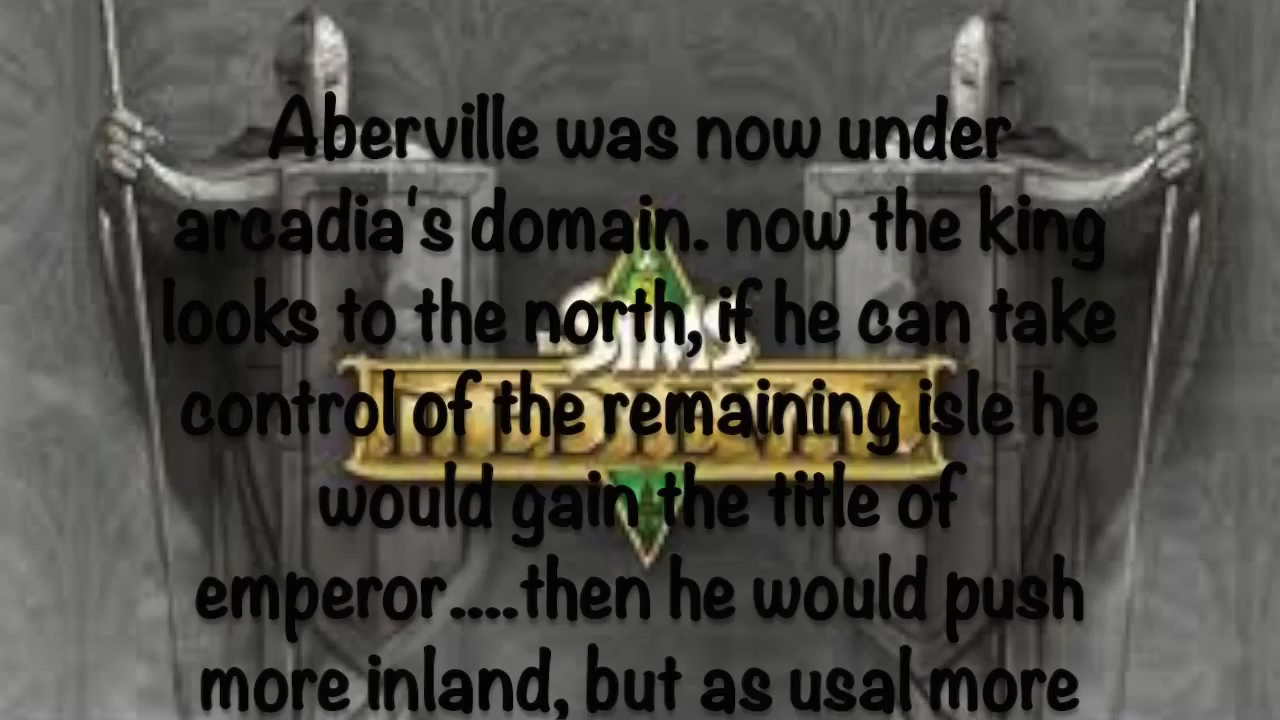 Aberville was now under
arcadia's domain. now the king
looks to the north, if he can take
Sims
control of the remaining isle he
MEDIEVAL
would gain the title of
emperor....then he would push
more inland, but as usal more